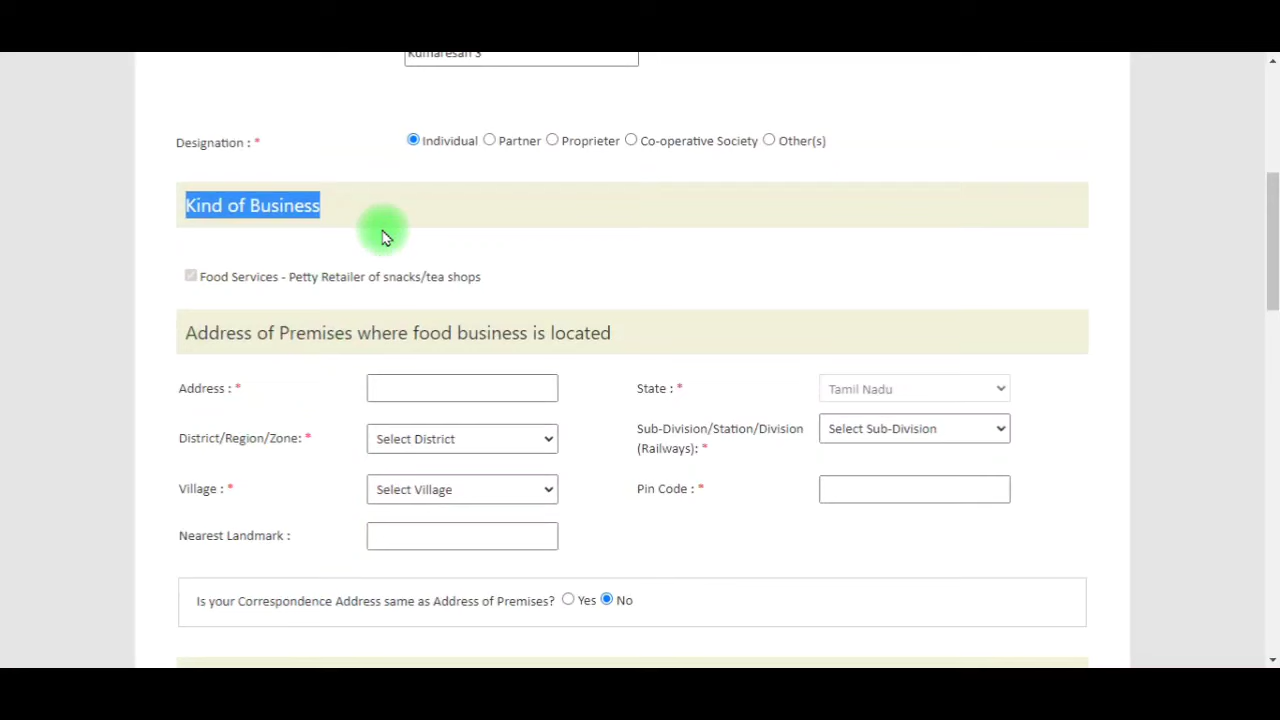 Kumaresan S
Designation : * Individual Partner Proprieter Co-operative Society Other(s)
Kind of Business
Food Services - Petty Retailer of snacks/tea shops
Address of Premises where food business is located
Address : * State : * Tamil Nadu
District/Region/Zone: * Select District Sub-Division/Station/Division (Railways): * Select Sub-Division
Village : * Select Village Pin Code : *
Nearest Landmark :
Is your Correspondence Address same as Address of Premises? Yes No